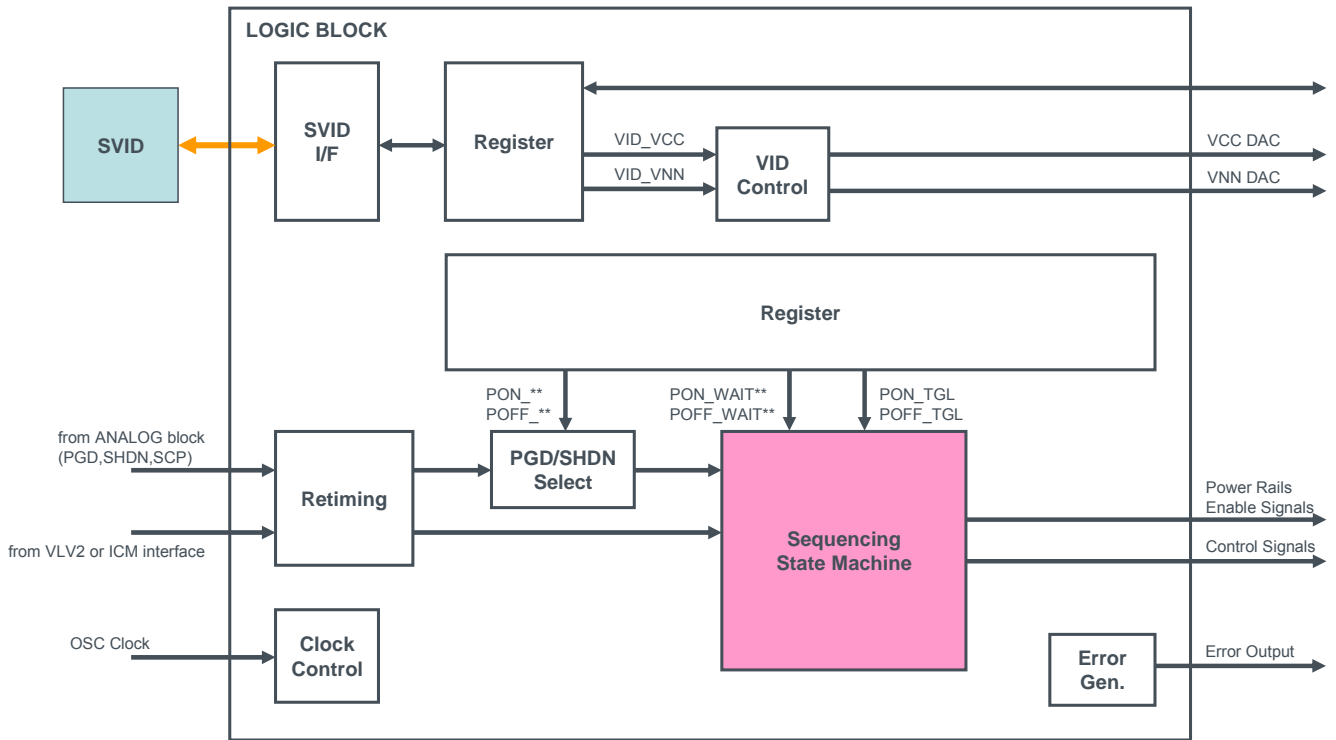 LOGIC BLOCK
SVID
SVID
I/F
Register
VID_VCC
VID_VNN
VID
Control
VCC DAC
VNN DAC
Register
PON_**
POFF_**
PON_WAIT**
POFF_WAIT**
PON_TGL
POFF_TGL
from ANALOG block
(PGD,SHDN,SCP)
Retiming
PGD/SHDN
Select
Sequencing
State Machine
Power Rails
Enable Signals
Control Signals
from VLV2 or ICM interface
OSC Clock
Clock
Control
Error
Gen.
Error Output